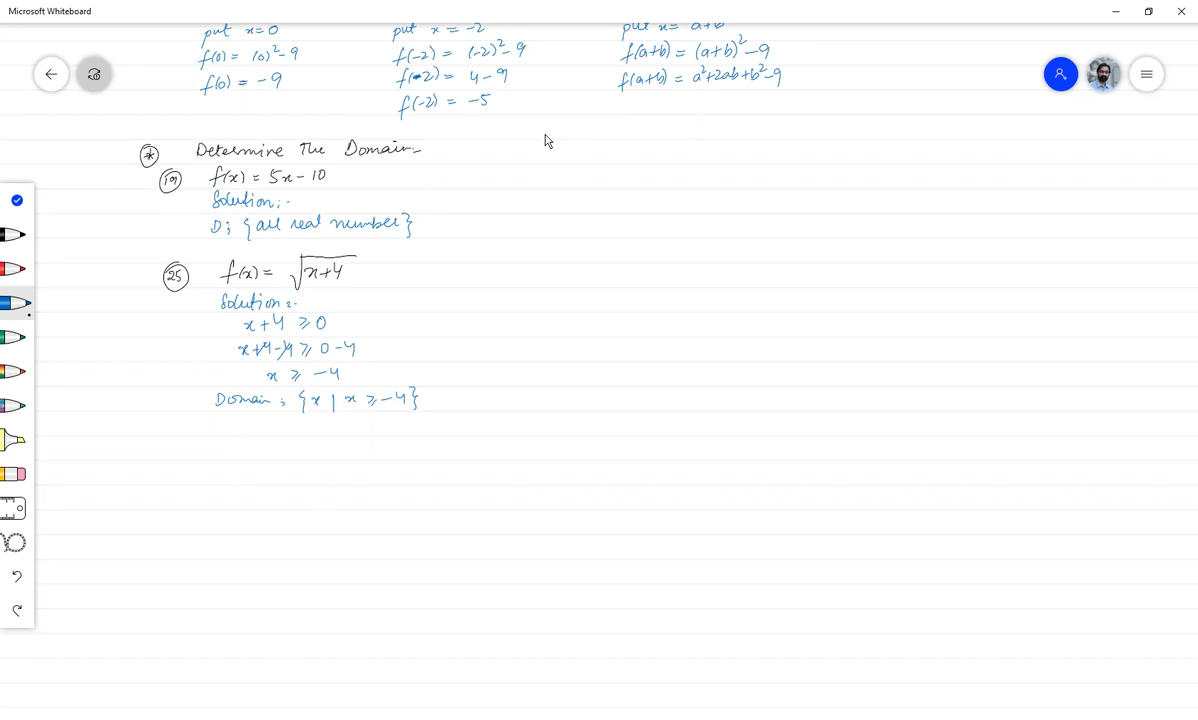 Microsoft Whiteboard
put x=0
f(0) = (0)²-9
f(0) = -9
put x = -2
f(-2) = (-2)²-9
f(-2) = 4-9
f(-2) = -5
put x= a+b
f(a+b) = (a+b)²-9
f(a+b) = a²+2ab+b²-9
* Determine The Domain-
19 f(x) = 5x-10
Solution:-
D; {all real number}
25 f(x) = √x+4
Solution:-
x+4 ≥ 0
x+4-4 ≥ 0-4
x ≥ -4
Domain: {x | x ≥ -4}